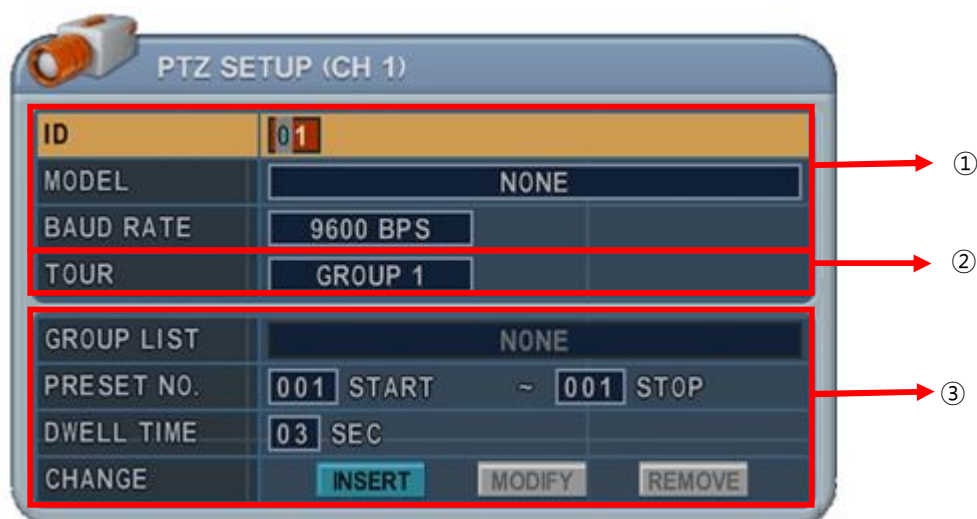 PTZ SETUP (CH 1)
ID 01
①
MODEL NONE
BAUD RATE 9600 BPS
TOUR GROUP 1
②
GROUP LIST NONE
PRESET NO. 001 START ~ 001 STOP
③
DWELL TIME 03 SEC
CHANGE INSERT MODIFY REMOVE